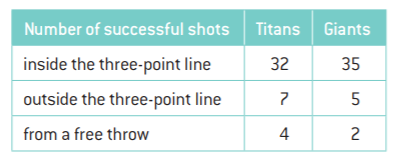 Number of successful shots Titans Giants
inside the three-point line 32 35
outside the three-point line 7 5
from a free throw 4 2